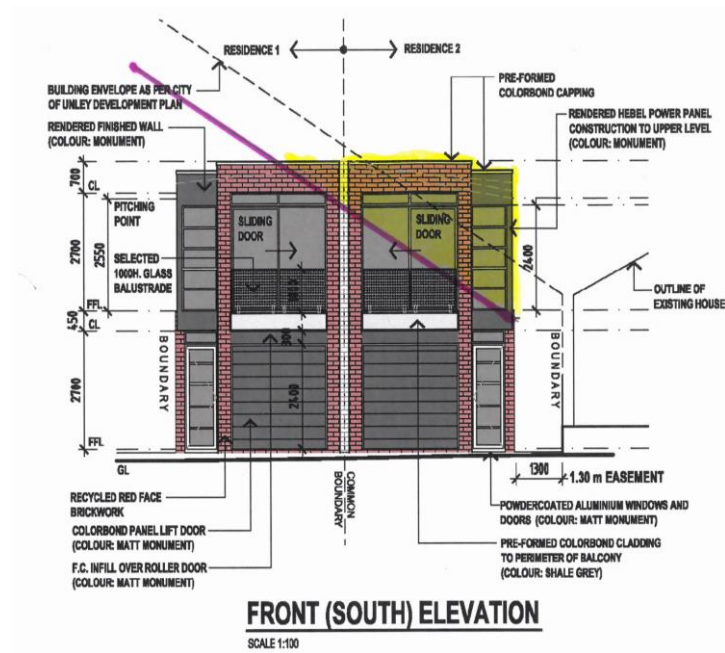 RESIDENCE 1
RESIDENCE 2
BUILDING ENVELOPE AS PER CITY
OF UNLEY DEVELOPMENT PLAN
RENDERED FINISHED WALL
(COLOUR: MONUMENT)
PRE-FORMED
COLORBOND CAPPING
RENDERED HEBEL POWER PANEL
CONSTRUCTION TO UPPER LEVEL
(COLOUR: MONUMENT)
700
CL
PITCHING
POINT
2700
2550
SLIDING
DOOR
SLIDING
DOOR
2400
SELECTED
1000H. GLASS
BALUSTRADE
OUTLINE OF
EXISTING HOUSE
FFL
450
CL
300
2700
2400
BOUNDARY
BOUNDARY
FFL
GL
COMMON
BOUNDARY
1300
1.30 m EASEMENT
RECYCLED RED FACE
BRICKWORK
COLORBOND PANEL LIFT DOOR
(COLOUR: MATT MONUMENT)
F.C. INFILL OVER ROLLER DOOR
(COLOUR: MATT MONUMENT)
POWDERCOATED ALUMINIUM WINDOWS AND
DOORS (COLOUR: MATT MONUMENT)
PRE-FORMED COLORBOND CLADDING
TO PERIMETER OF BALCONY
(COLOUR: SHALE GREY)
FRONT (SOUTH) ELEVATION
SCALE 1:100